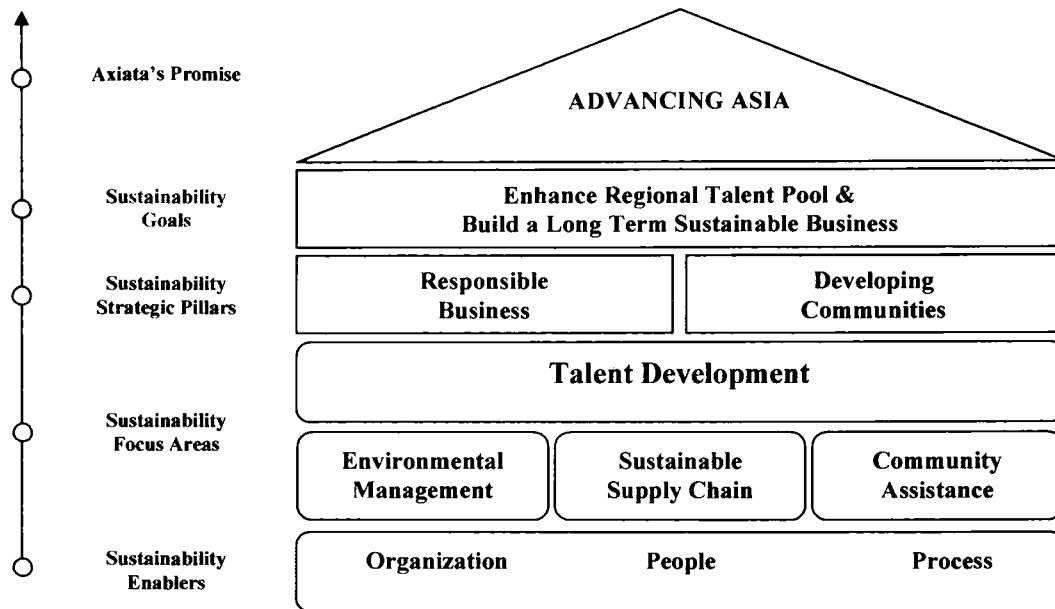 Axiata's Promise
ADVANCING ASIA
Sustainability
Goals
Enhance Regional Talent Pool &
Build a Long Term Sustainable Business
Sustainability
Strategic Pillars
Responsible
Business
Developing
Communities
Talent Development
Sustainability
Focus Areas
Environmental
Management
Sustainable
Supply Chain
Community
Assistance
Sustainability
Enablers
Organization
People
Process